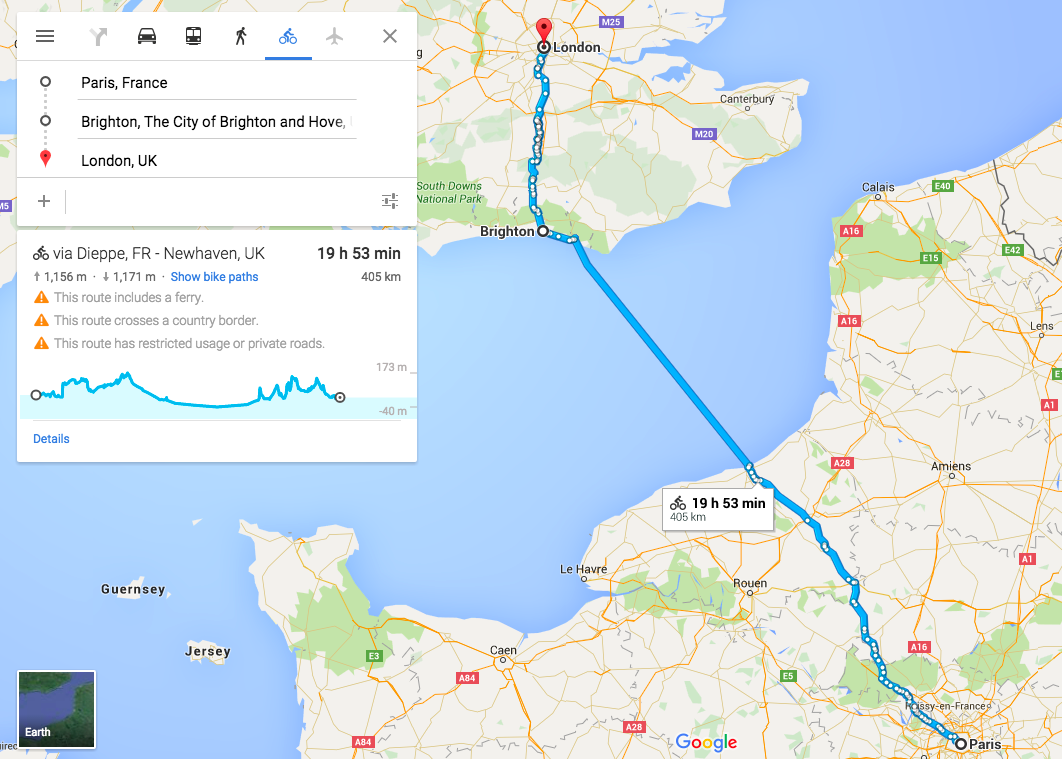 Paris, France
Brighton, The City of Brighton and Hove,
London, UK
via Dieppe, FR - Newhaven, UK
19 h 53 min
1,156 m · 1,171 m · Show bike paths
405 km
This route includes a ferry.
This route crosses a country border.
This route has restricted usage or private roads.
173 m
-40 m
Details
M25
London
Canterbury
M20
South Downs
National Park
M5
Calais
E40
Brighton
A16
E42
E15
A16
Lens
A1
A28
Amiens
19 h 53 min
405 km
A1
Le Havre
Rouen
Guernsey
Jersey
Caen
E3
A16
A84
E5
Roissy-en-France
A28
A84
Google
Paris
Earth